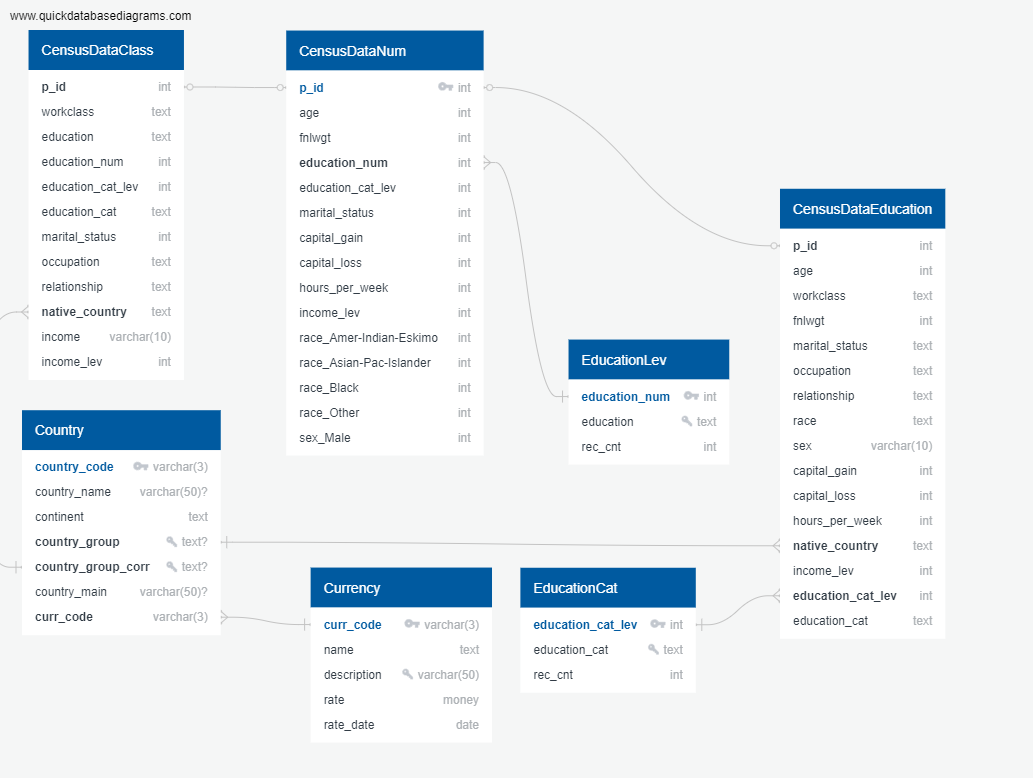 www.quickdatabasediagrams.com
CensusDataClass
p_id int
workclass text
education text
education_num int
education_cat_lev int
education_cat text
marital_status int
occupation text
relationship text
native_country text
income varchar(10)
income_lev int
CensusDataNum
p_id int
age int
fnlwgt int
education_num int
education_cat_lev int
marital_status int
capital_gain int
capital_loss int
hours_per_week int
income_lev int
race_Amer-Indian-Eskimo int
race_Asian-Pac-Islander int
race_Black int
race_Other int
sex_Male int
CensusDataEducation
p_id int
age int
workclass text
fnlwgt int
marital_status text
occupation text
relationship text
race text
sex varchar(10)
capital_gain int
capital_loss int
hours_per_week int
native_country text
income_lev int
education_cat_lev int
education_cat text
EducationLev
education_num int
education text
rec_cnt int
Country
country_code varchar(3)
country_name varchar(50)?
continent text
country_group text?
country_group_corr text?
country_main varchar(50)?
curr_code varchar(3)
Currency
curr_code varchar(3)
name text
description varchar(50)
rate money
rate_date date
EducationCat
education_cat_lev int
education_cat text
rec_cnt int